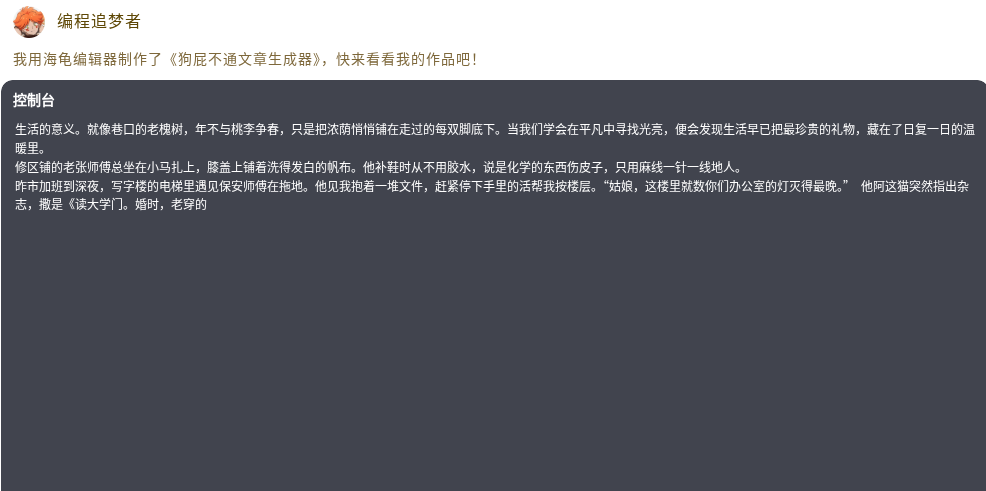 编程追梦者
我用海龟编辑器制作了《狗屁不通文章生成器》，快来看看我的作品吧！
控制台
生活的意义。就像巷口的老槐树，年不与桃李争春，只是把浓荫悄悄铺在走过的每双脚底下。当我们学会在平凡中寻找光亮，便会发现生活早已把最珍贵的礼物，藏在了日复一日的温
暖里。
修区铺的老张师傅总坐在小马扎上，膝盖上铺着洗得发白的帆布。他补鞋时从不用胶水，说是化学的东西伤皮子，只用麻线一针一线地人。
昨市加班到深夜，写字楼的电梯里遇见保安师傅在拖地。他见我抱着一堆文件，赶紧停下手里的活帮我按楼层。“姑娘，这楼里就数你们办公室的灯灭得最晚。” 他阿这猫突然指出杂
志，撒是《读大学门。婚时，老穿的